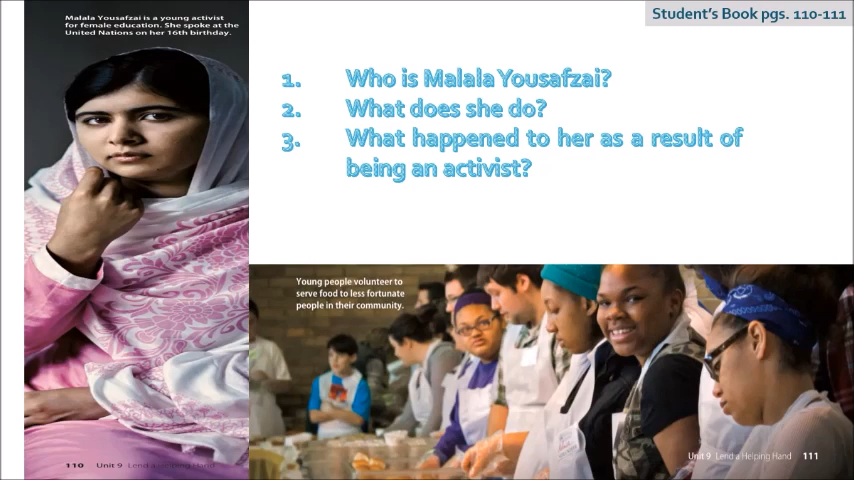 Student's Book pgs. 110-111
Malala Yousafzai is a young activist
for female education. She spoke at the
United Nations on her 16th birthday.
1. Who is Malala Yousafzai?
2. What does she do?
3. What happened to her as a result of
being an activist?
Young people volunteer to
serve food to less fortunate
people in their community.
110 Unit 9 Lend a Helping Hand
Unit 9 Lend a Helping Hand 111